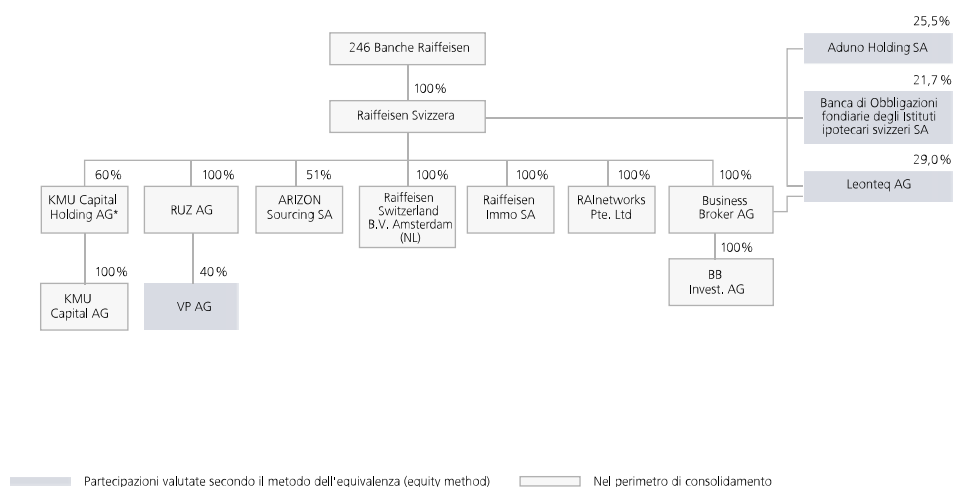 25,5%
246 Banche Raiffeisen
Aduno Holding SA
100%
21,7%
Raiffeisen Svizzera
Banca di Obbligazioni
fondiarie degli Istituti
ipotecari svizzeri SA
29,0%
60%
100%
51%
100%
100%
100%
100%
Leonteq AG
KMU Capital
Holding AG*
RUZ AG
ARIZON
Sourcing SA
Raiffeisen
Switzerland
B.V. Amsterdam
(NL)
Raiffeisen
Immo SA
RAInetworks
Pte. Ltd
Business
Broker AG
100%
40%
100%
KMU
Capital AG
VP AG
BB
Invest. AG
Partecipazioni valutate secondo il metodo dell'equivalenza (equity method)
Nel perimetro di consolidamento